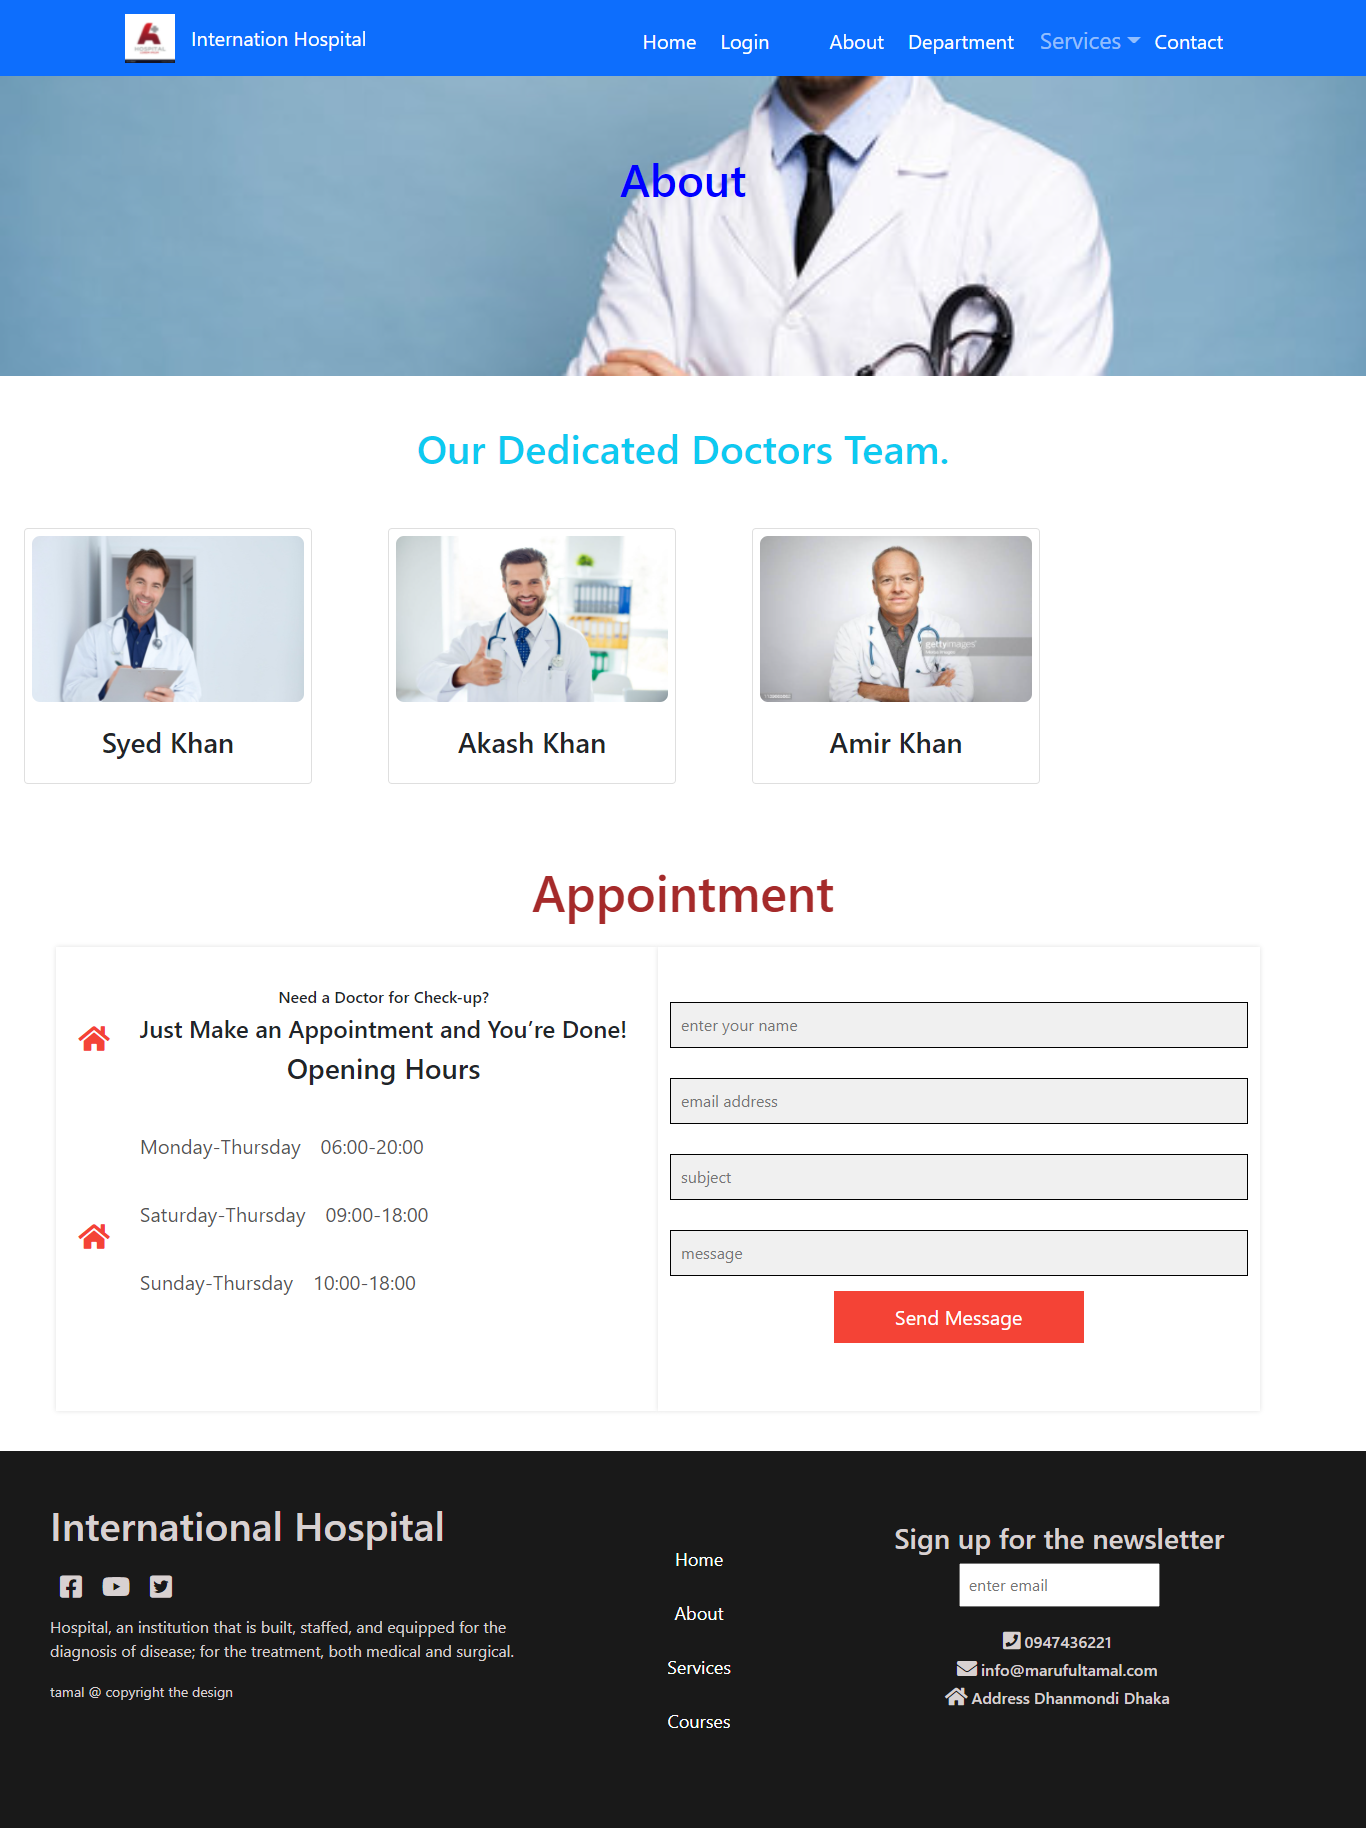 HOSPITAL
Internation Hospital
Home Login About Department Services Contact
About
Our Dedicated Doctors Team.
gettyimages
Syed Khan
Akash Khan
Amir Khan
Appointment
Need a Doctor for Check-up?
Just Make an Appointment and You’re Done!
Opening Hours
Monday-Thursday 06:00-20:00
Saturday-Thursday 09:00-18:00
Sunday-Thursday 10:00-18:00
enter your name
email address
subject
message
Send Message
International Hospital
Hospital, an institution that is built, staffed, and equipped for the
diagnosis of disease; for the treatment, both medical and surgical.
tamal @ copyright the design
Home
About
Services
Courses
Sign up for the newsletter
enter email
0947436221
info@marufultamal.com
Address Dhanmondi Dhaka